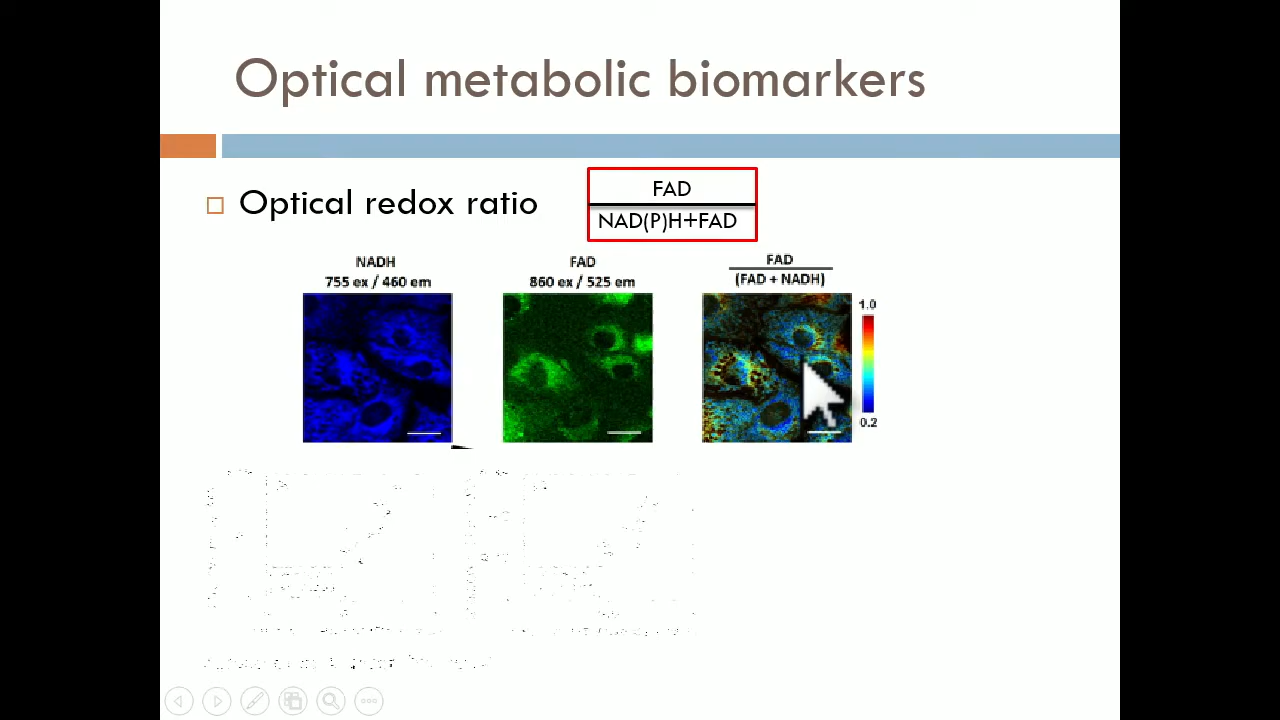 Optical metabolic biomarkers
Optical redox ratio
FAD
NAD(P)H+FAD
NADH
755 ex / 460 em
FAD
860 ex / 525 em
FAD
(FAD + NADH)
1.0
0.2